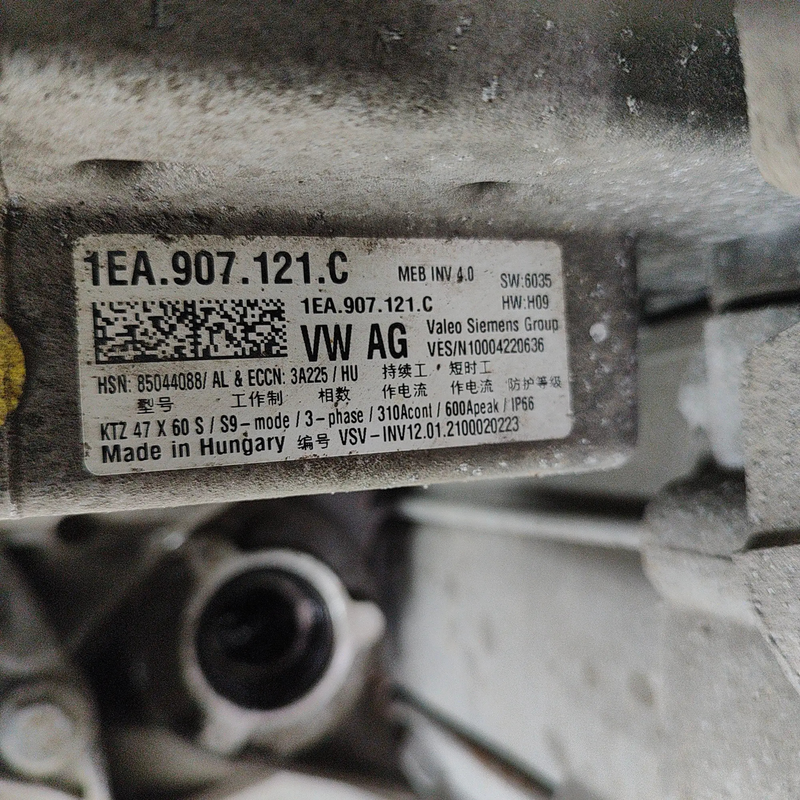 1EA.907.121.C MEB INV 4.0 SW:6035
1EA.907.121.C HW:H09
VW AG Valeo Siemens Group
VES/N10004220636
HSN: 85044088/ AL & ECCN: 3A225 / HU 持续工 短时工
型号 工作制 相数 作电流 作电流 防护等级
KTZ 47 X 60 S / S9-mode / 3-phase / 310Acont / 600Apeak / IP66
Made in Hungary 编号 VSV-INV12.01.2100020223